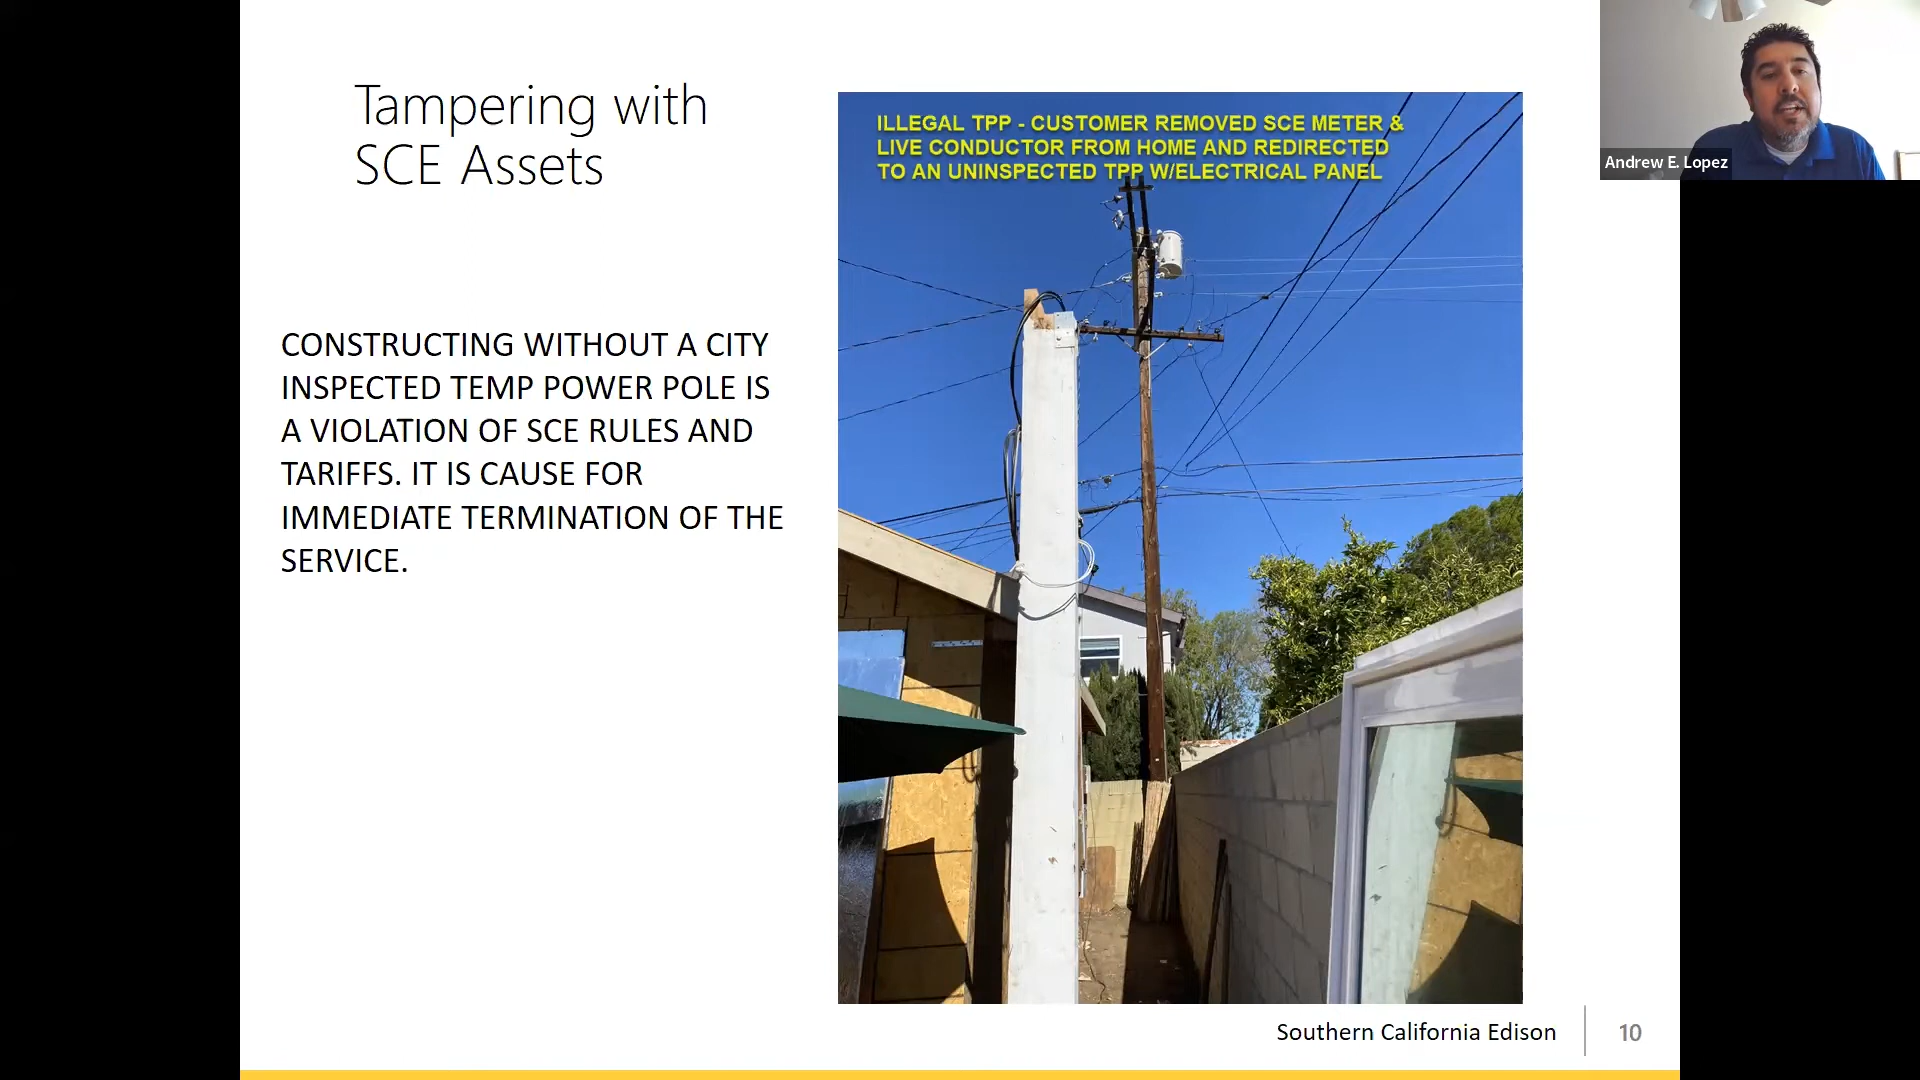 Tampering with
SCE Assets
CONSTRUCTING WITHOUT A CITY
INSPECTED TEMP POWER POLE IS
A VIOLATION OF SCE RULES AND
TARIFFS. IT IS CAUSE FOR
IMMEDIATE TERMINATION OF THE
SERVICE.
ILLEGAL TPP - CUSTOMER REMOVED SCE METER &
LIVE CONDUCTOR FROM HOME AND REDIRECTED
TO AN UNINSPECTED TPP W/ELECTRICAL PANEL
Andrew E. Lopez
Southern California Edison
10